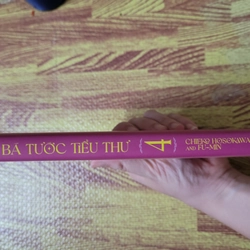 BÁ TƯỚC TIỂU THƯ
4
CHIEKO HOSOKAWA
AND FU-MIN